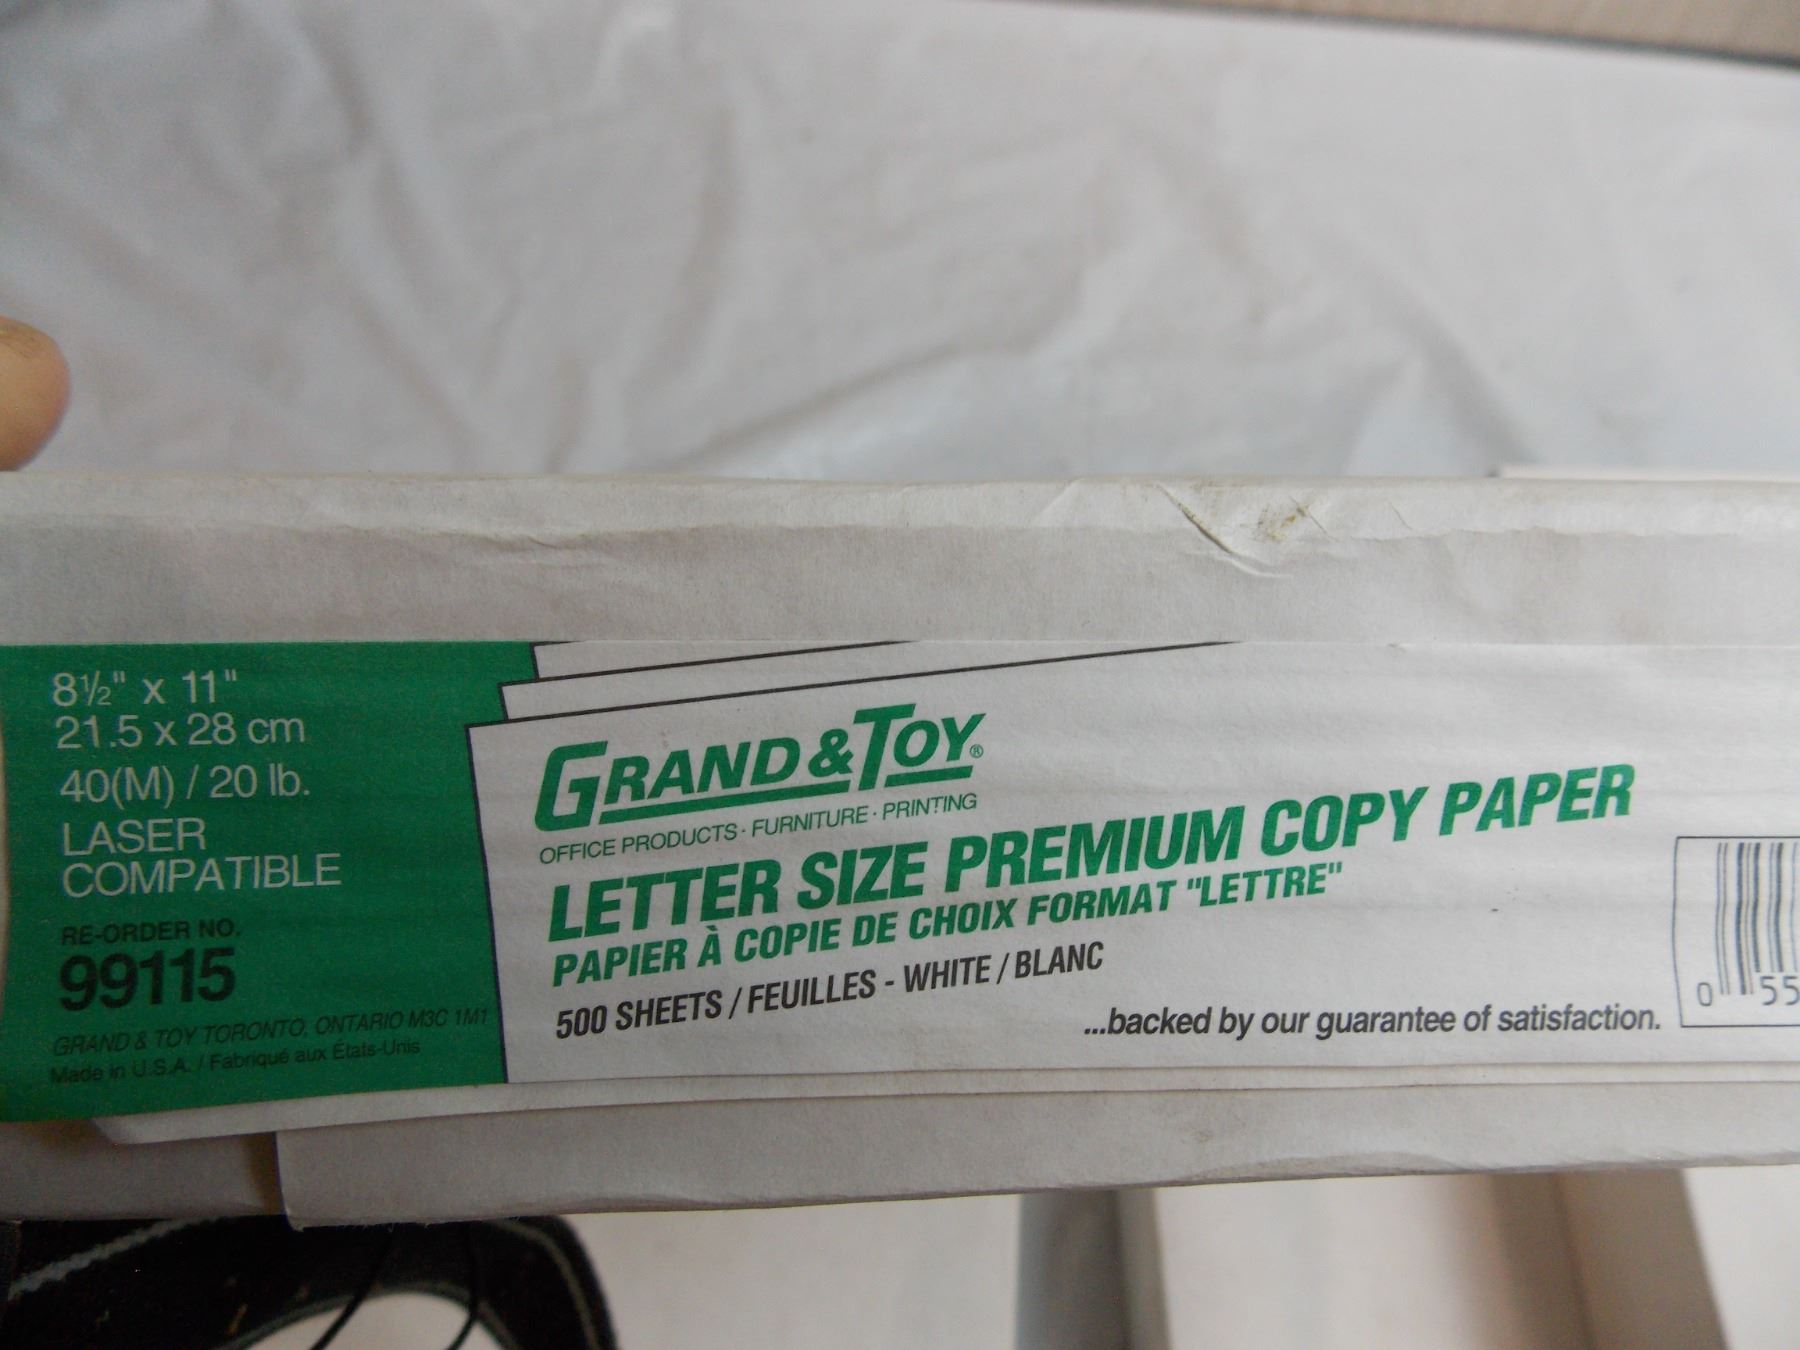 8½" x 11"
21.5 x 28 cm
40(M) / 20 lb.
LASER
COMPATIBLE
RE-ORDER NO.
99115
GRAND & TOY TORONTO, ONTARIO M3C 1M1
Made in U.S.A. / Fabriqué aux États-Unis
GRAND & TOY®
OFFICE PRODUCTS · FURNITURE · PRINTING
LETTER SIZE PREMIUM COPY PAPER
PAPIER À COPIE DE CHOIX FORMAT "LETTRE"
500 SHEETS / FEUILLES - WHITE / BLANC
...backed by our guarantee of satisfaction.
0 55